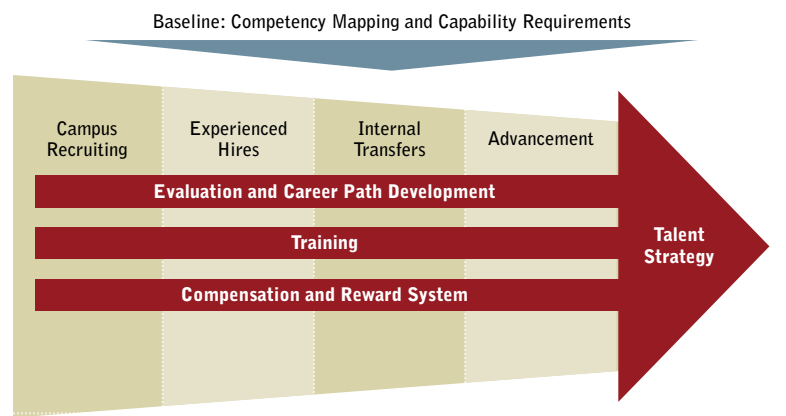 Baseline: Competency Mapping and Capability Requirements
Campus
Recruiting
Experienced
Hires
Internal
Transfers
Advancement
Evaluation and Career Path Development
Training
Compensation and Reward System
Talent
Strategy